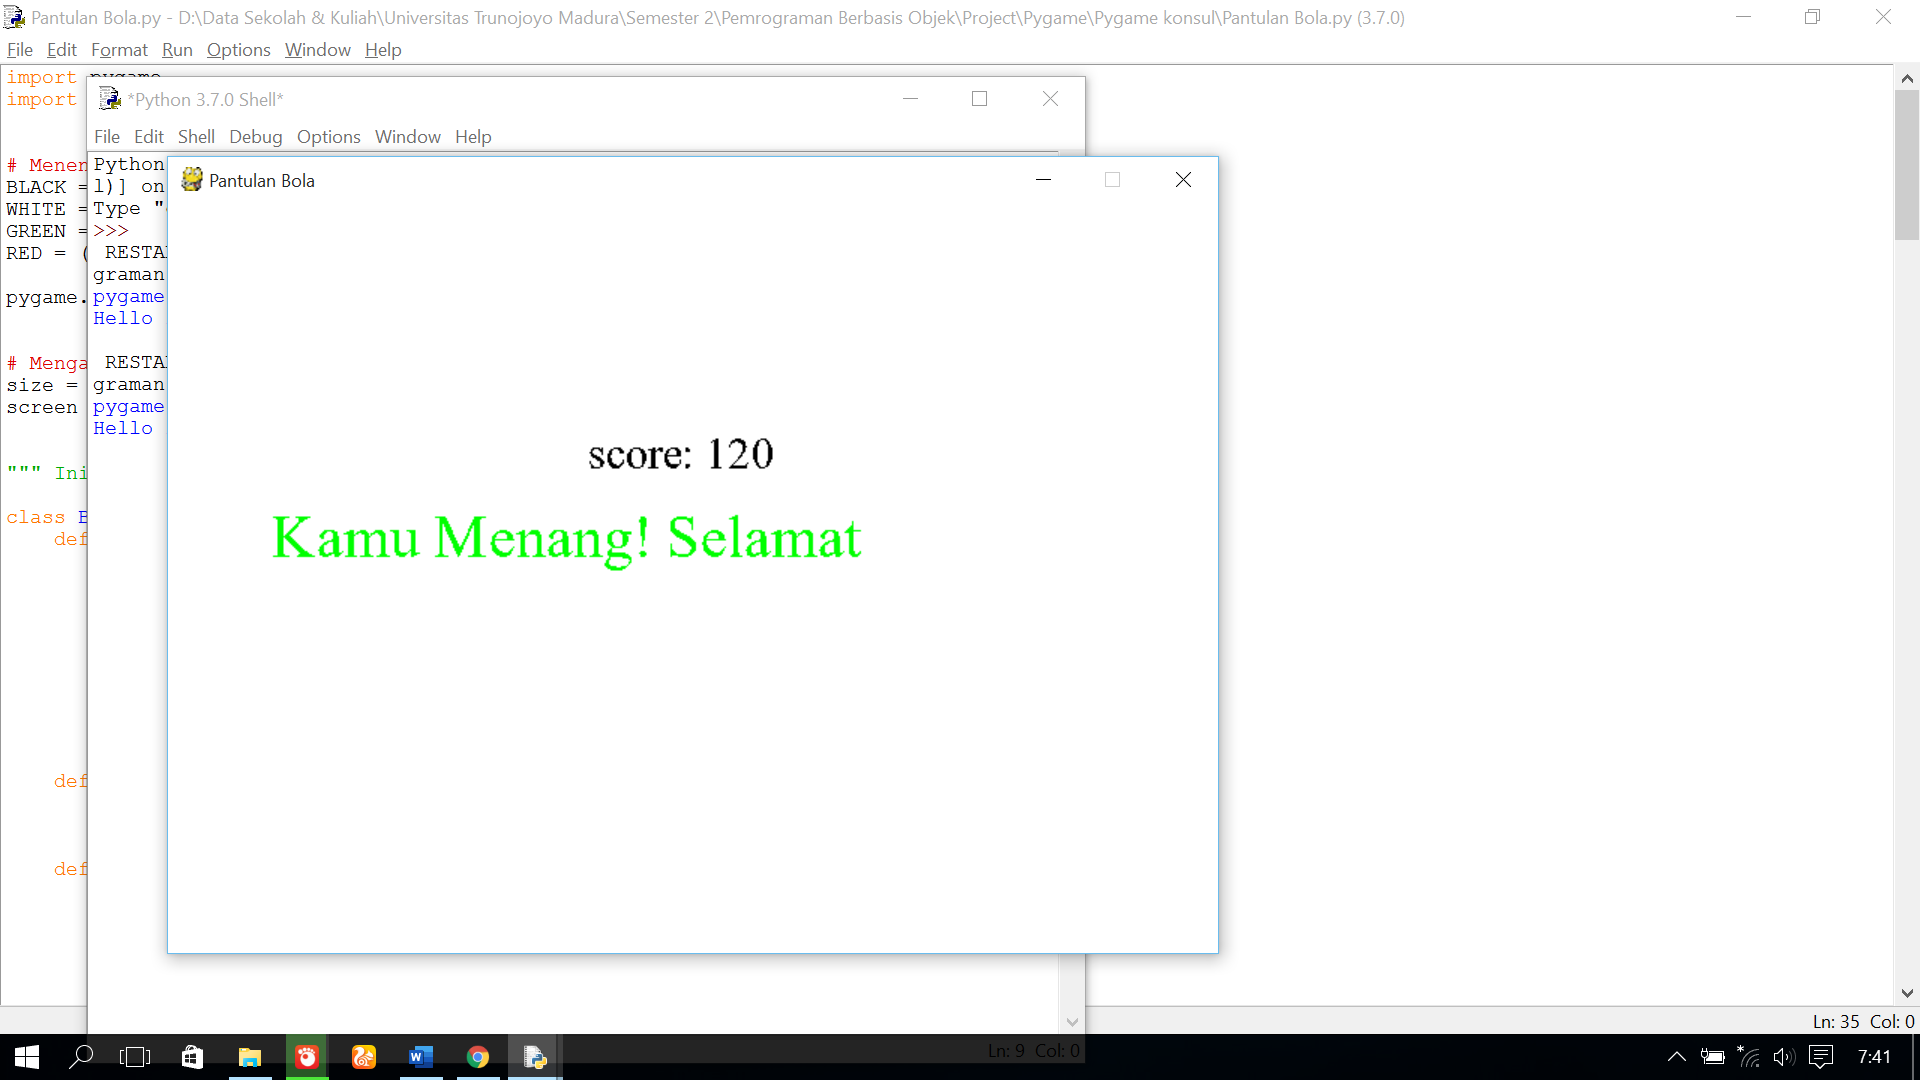 Pantulan Bola.py - D:\Data Sekolah & Kuliah\Universitas Trunojoyo Madura\Semester 2\Pemrograman Berbasis Objek\Project\Pygame\Pygame konsul\Pantulan Bola.py (3.7.0)
File Edit Format Run Options Window Help
import pygame
import
# Menen
BLACK =
WHITE =
GREEN =
RED = (
pygame.
# Menga
size =
screen
""" Ini
class B
def
def
def
*Python 3.7.0 Shell*
File Edit Shell Debug Options Window Help
Python
l)] on
Type "
>>>
RESTA
graman
pygame
Hello
RESTA
graman
pygame
Hello
Pantulan Bola
score: 120
Kamu Menang! Selamat
Ln: 9 Col: 0
Ln: 35 Col: 0
7:41